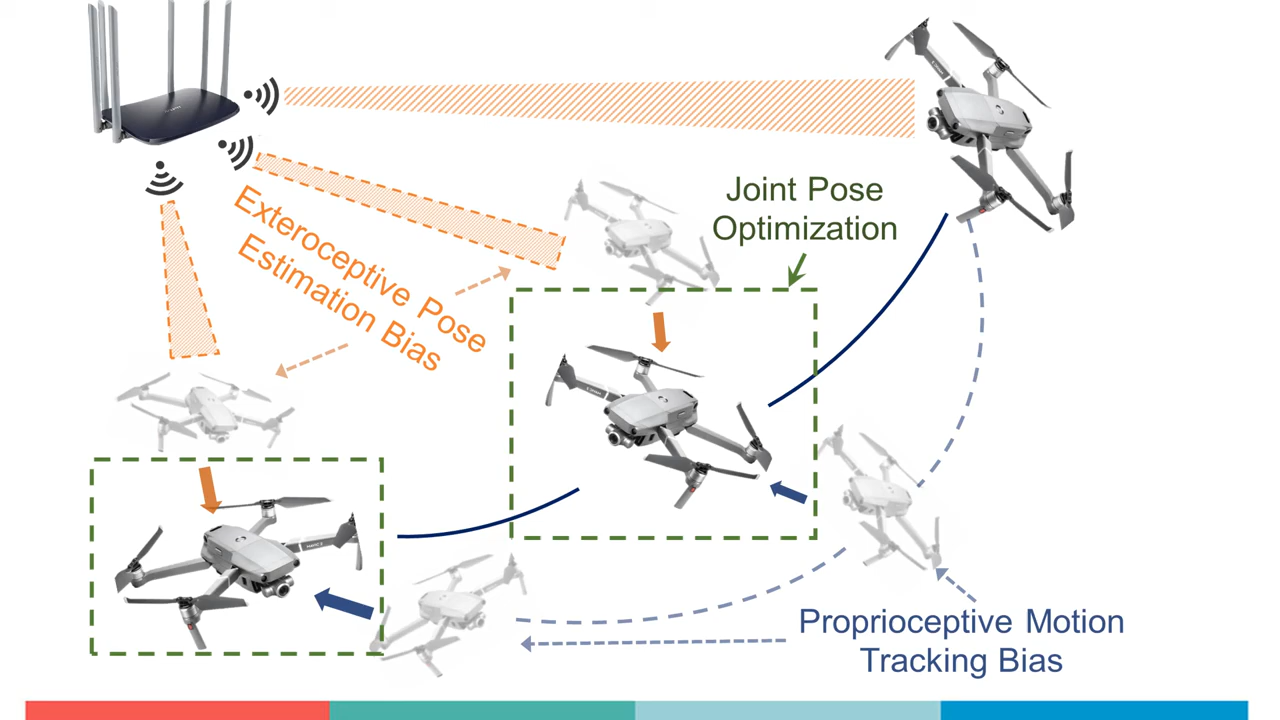 Joint Pose
Optimization
Exteroceptive Pose
Estimation Bias
Proprioceptive Motion
Tracking Bias